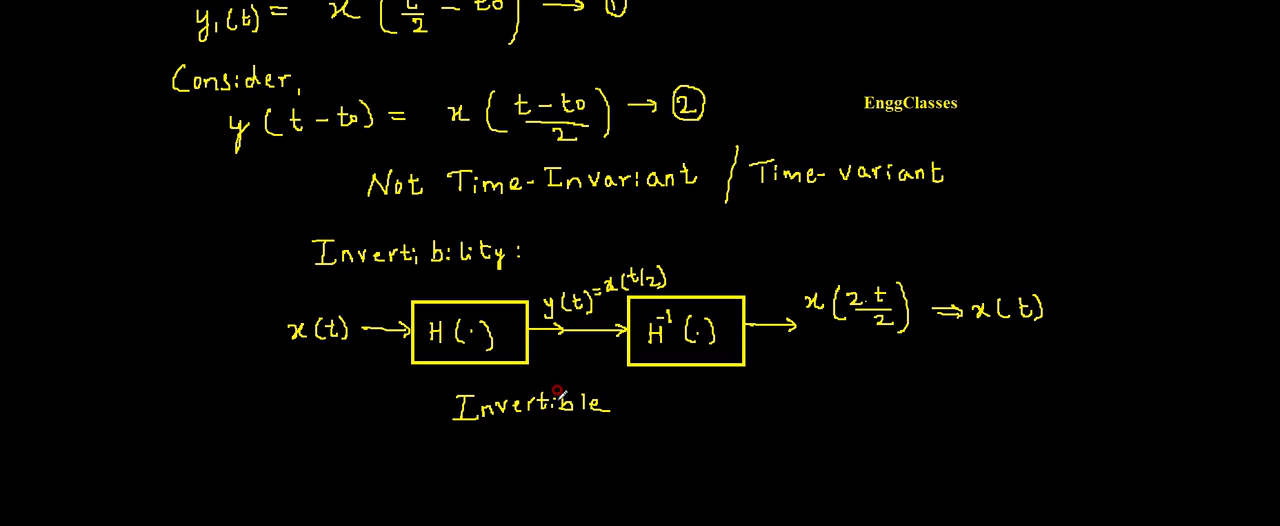 y₁(t) = x(t/2 - t0) → ①
Consider,
y(t - t0) = x((t - t0)/2) → ②
EnggClasses
Not Time-Invariant / Time-variant
Invertibility:
x(t) → H(·) → y(t) = x(t/2) → H⁻¹(·) → x(2·t/2) ⇒ x(t)
Invertible